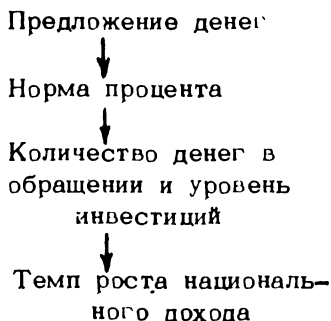 Предложение денег
Норма процента
Количество денег в
обращении и уровень
инвестиций
Темп роста националь-
ного дохода